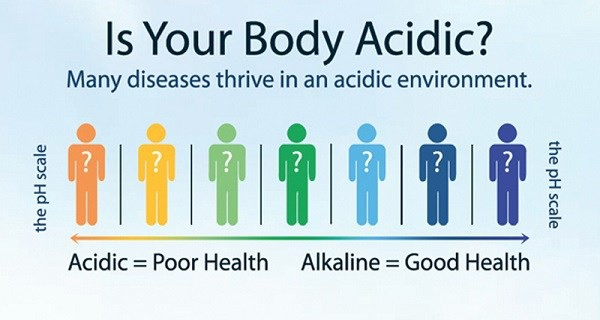 Is Your Body Acidic?
Many diseases thrive in an acidic environment.
the pH scale
? ? ? ? ? ? ?
the pH scale
Acidic = Poor Health Alkaline = Good Health